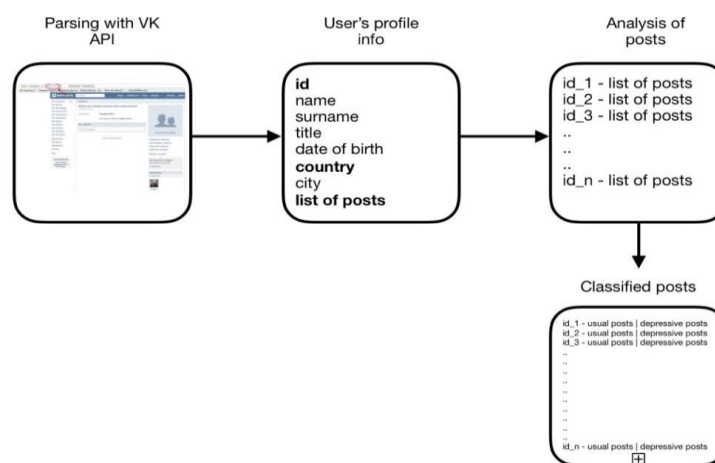 Parsing with VK
API
User's profile
info
Analysis of
posts
id
name
surname
title
date of birth
country
city
list of posts
id_1 - list of posts
id_2 - list of posts
id_3 - list of posts
..
..
..
id_n - list of posts
Classified posts
id_1 - usual posts | depressive posts
id_2 - usual posts | depressive posts
id_3 - usual posts | depressive posts
..
..
..
..
..
..
..
..
..
..
id_n - usual posts | depressive posts